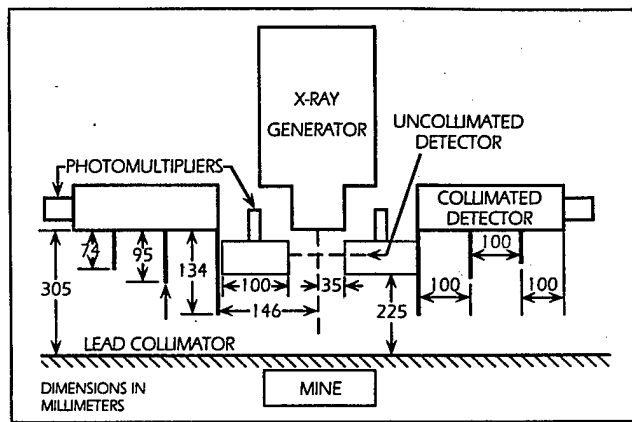 X-RAY
GENERATOR
UNCOLLIMATED
DETECTOR
PHOTOMULTIPLIERS
COLLIMATED
DETECTOR
74
95
134
100
100
35
100
100
305
146
225
LEAD COLLIMATOR
DIMENSIONS IN
MILLIMETERS
MINE